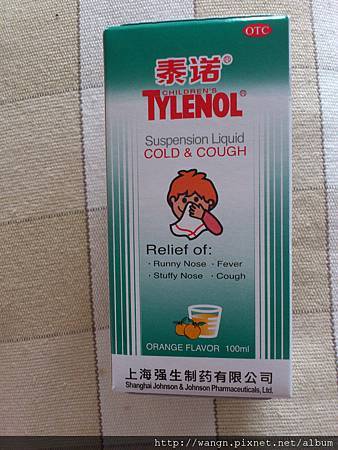 OTC
泰诺®
CHILDREN'S
TYLENOL®
Suspension Liquid
COLD & COUGH
Relief of:
· Runny Nose · Fever
· Stuffy Nose · Cough
ORANGE FLAVOR 100ml
上海强生制药有限公司
Shanghai Johnson & Johnson Pharmaceuticals, Ltd.
http://wangn.pixnet.net/album